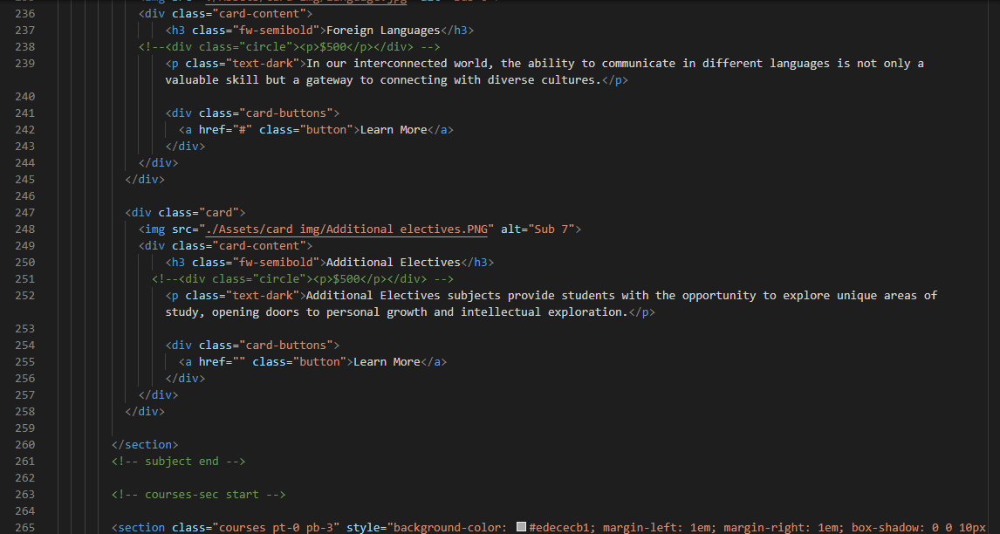 236 <div class="card-content">
237 <h3 class="fw-semibold">Foreign Languages</h3>
238 <!--<div class="circle"><p>$500</p></div> -->
239 <p class="text-dark">In our interconnected world, the ability to communicate in different languages is not only a
valuable skill but a gateway to connecting with diverse cultures.</p>
240
241 <div class="card-buttons">
242 <a href="#" class="button">Learn More</a>
243 </div>
244 </div>
245 </div>
246
247 <div class="card">
248 <img src="./Assets/card img/Additional electives.PNG" alt="Sub 7">
249 <div class="card-content">
250 <h3 class="fw-semibold">Additional Electives</h3>
251 <!--<div class="circle"><p>$500</p></div> -->
252 <p class="text-dark">Additional Electives subjects provide students with the opportunity to explore unique areas of
study, opening doors to personal growth and intellectual exploration.</p>
253
254 <div class="card-buttons">
255 <a href="" class="button">Learn More</a>
256 </div>
257 </div>
258 </div>
259
260 </section>
261 <!-- subject end -->
262
263 <!-- courses-sec start -->
264
265 <section class="courses pt-0 pb-3" style="background-color: #edececb1; margin-left: 1em; margin-right: 1em; box-shadow: 0 0 10px